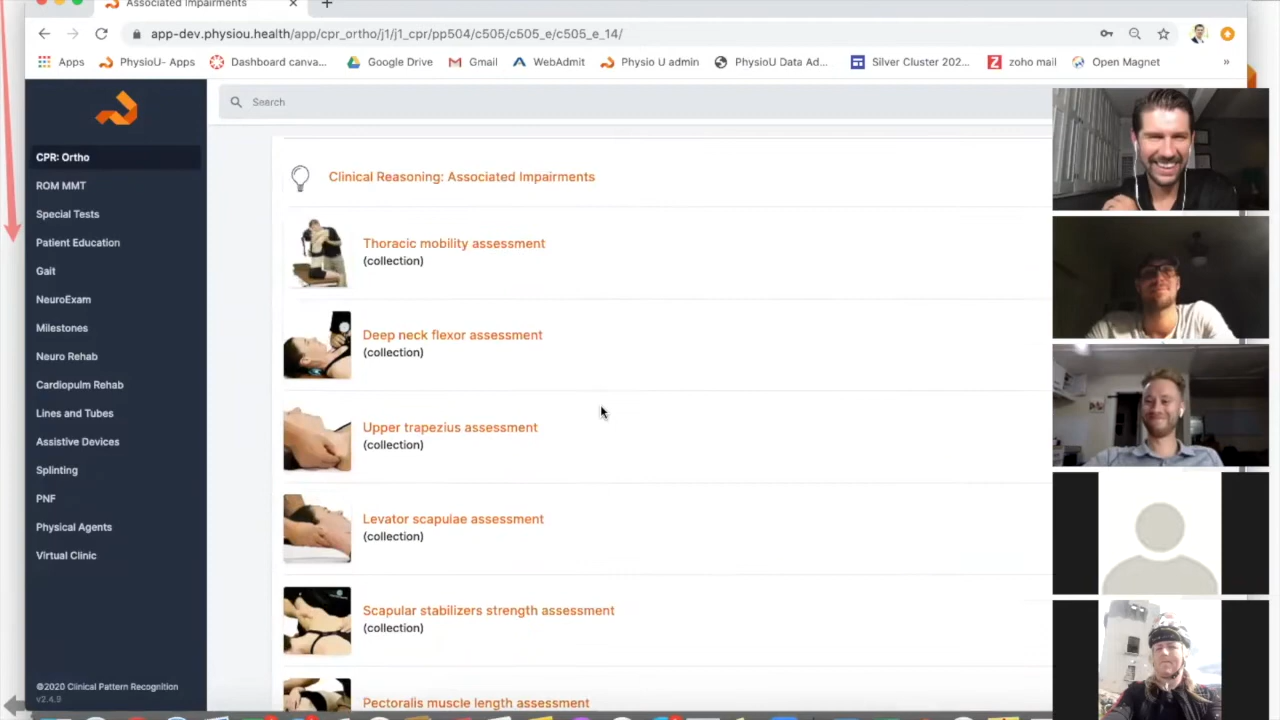 Associated Impairments
app-dev.physiou.health/app/cpr_ortho/j1/j1_cpr/pp504/c505/c505_e/c505_e_14/
Apps
PhysioU- Apps
Dashboard canva...
Google Drive
Gmail
WebAdmit
Physio U admin
PhysioU Data Ad...
Silver Cluster 202...
zoho mail
Open Magnet
»
Search
CPR: Ortho
ROM MMT
Special Tests
Patient Education
Gait
NeuroExam
Milestones
Neuro Rehab
Cardiopulm Rehab
Lines and Tubes
Assistive Devices
Splinting
PNF
Physical Agents
Virtual Clinic
©2020 Clinical Pattern Recognition
v2.4.9
Clinical Reasoning: Associated Impairments
Thoracic mobility assessment
(collection)
Deep neck flexor assessment
(collection)
Upper trapezius assessment
(collection)
Levator scapulae assessment
(collection)
Scapular stabilizers strength assessment
(collection)
Pectoralis muscle length assessment